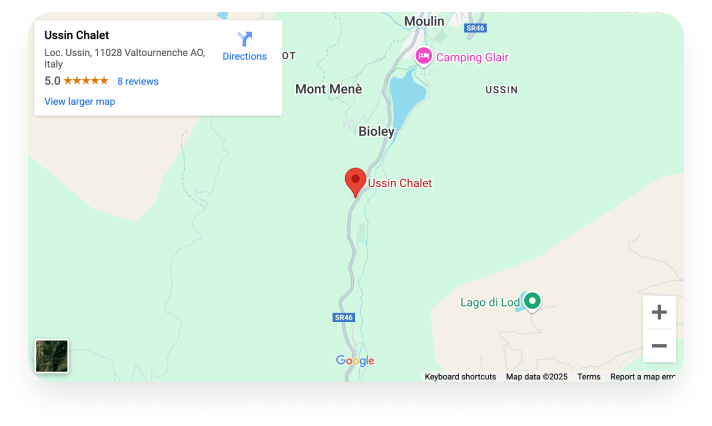 Moulin
SR46
Ussin Chalet
Loc. Ussin, 11028 Valtournenche AO,
Italy
5.0
8 reviews
View larger map
Directions
OT
Camping Glair
Mont Menè
USSIN
Bioley
Ussin Chalet
Lago di Lod
SR46
Google
Keyboard shortcuts
Map data ©2025
Terms
Report a map erro